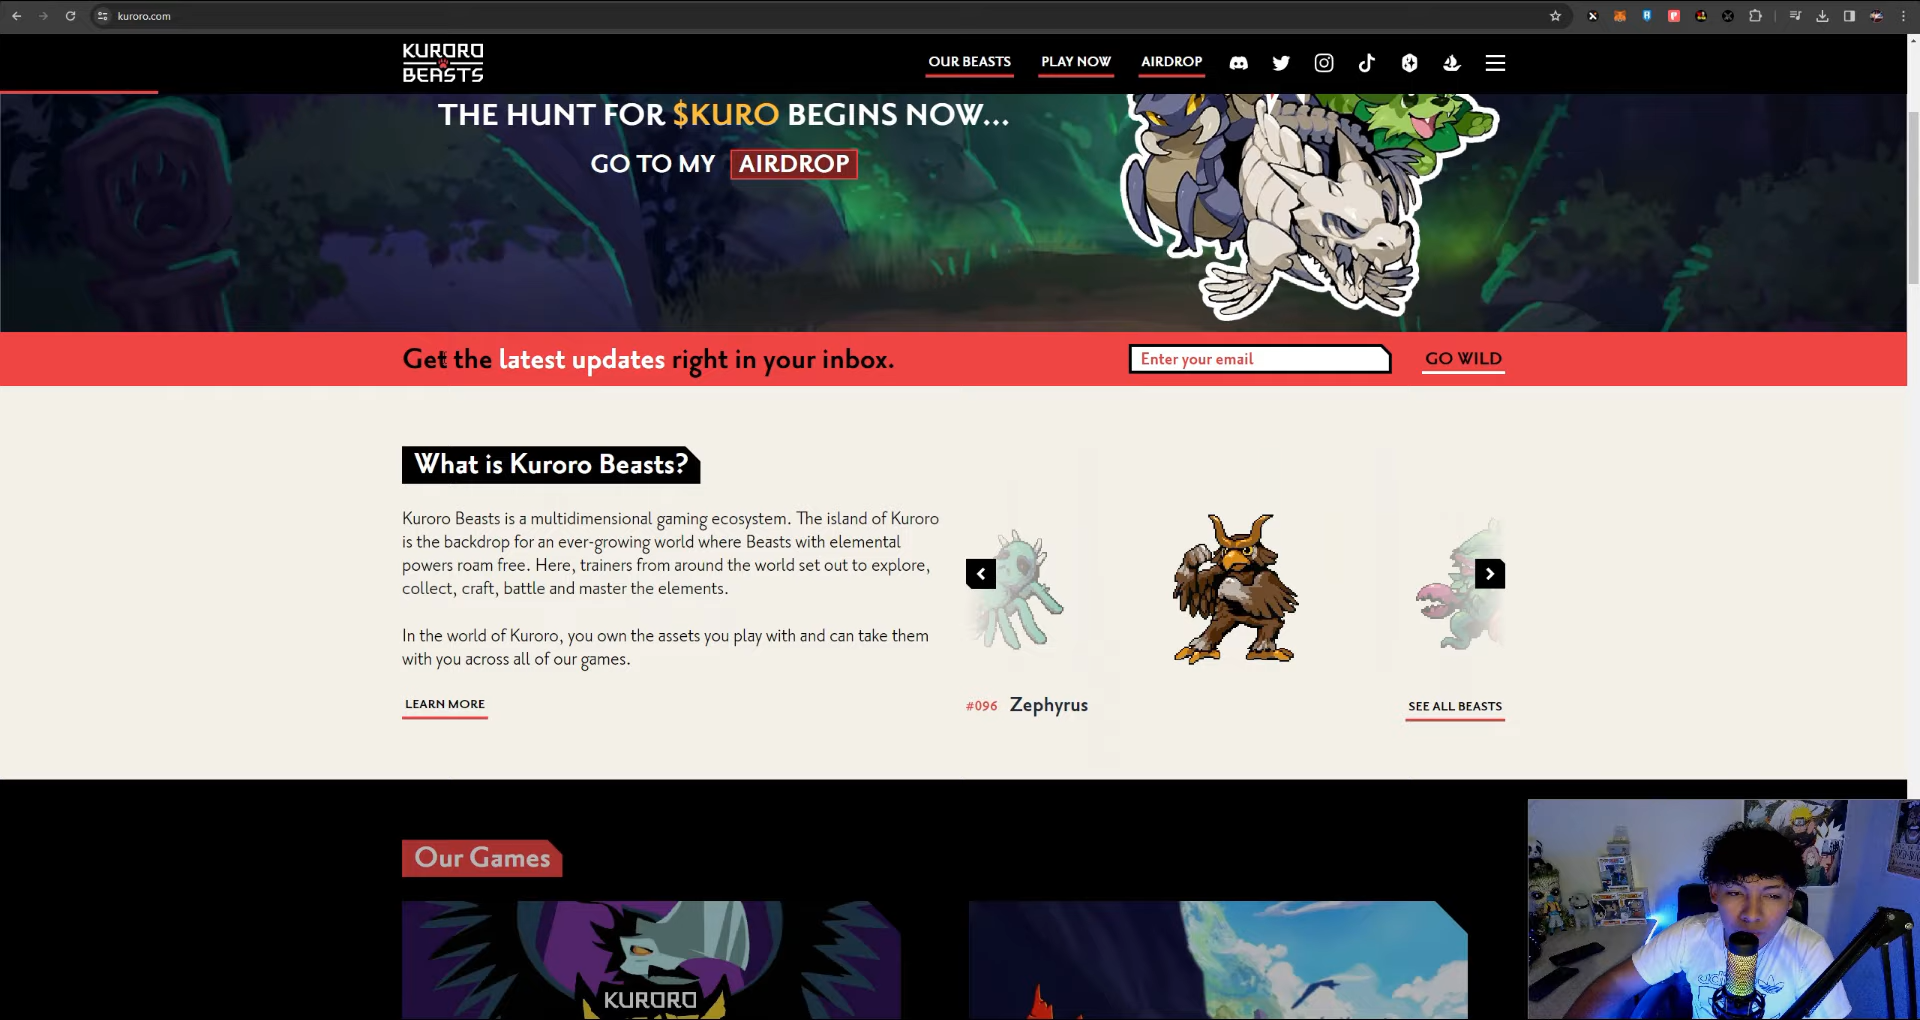 kuroro.com
KURORO
BEASTS
OUR BEASTS
PLAY NOW
AIRDROP
THE HUNT FOR $KURO BEGINS NOW...
GO TO MY AIRDROP
Get the latest updates right in your inbox.
Enter your email
GO WILD
What is Kuroro Beasts?
Kuroro Beasts is a multidimensional gaming ecosystem. The island of Kuroro
is the backdrop for an ever-growing world where Beasts with elemental
powers roam free. Here, trainers from around the world set out to explore,
collect, craft, battle and master the elements.
In the world of Kuroro, you own the assets you play with and can take them
with you across all of our games.
LEARN MORE
#096 Zephyrus
SEE ALL BEASTS
Our Games
KURORO